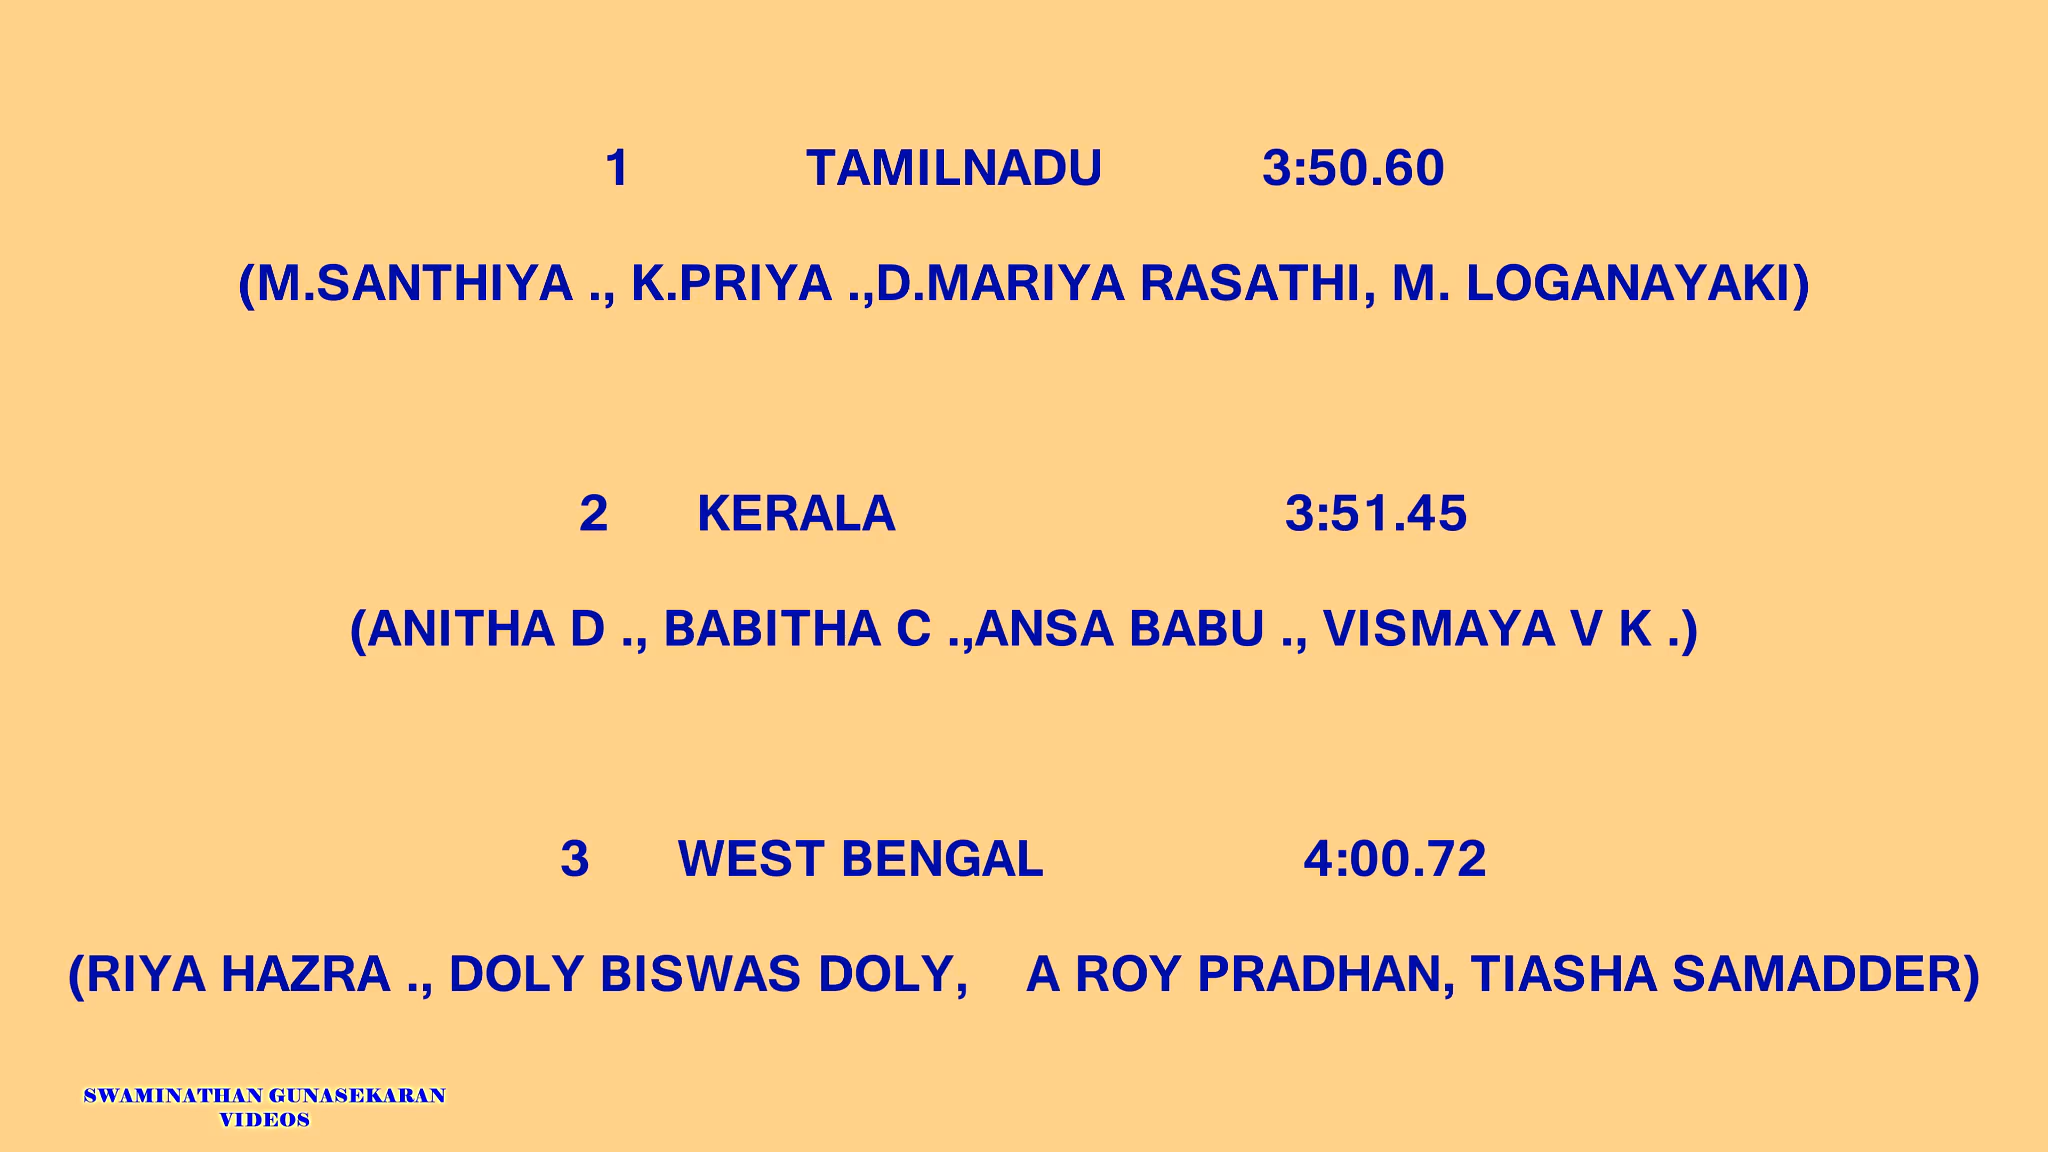 1 TAMILNADU 3:50.60
(M.SANTHIYA ., K.PRIYA .,D.MARIYA RASATHI, M. LOGANAYAKI)
2 KERALA 3:51.45
(ANITHA D ., BABITHA C .,ANSA BABU ., VISMAYA V K .)
3 WEST BENGAL 4:00.72
(RIYA HAZRA ., DOLY BISWAS DOLY, A ROY PRADHAN, TIASHA SAMADDER)
SWAMINATHAN GUNASEKARAN
VIDEOS